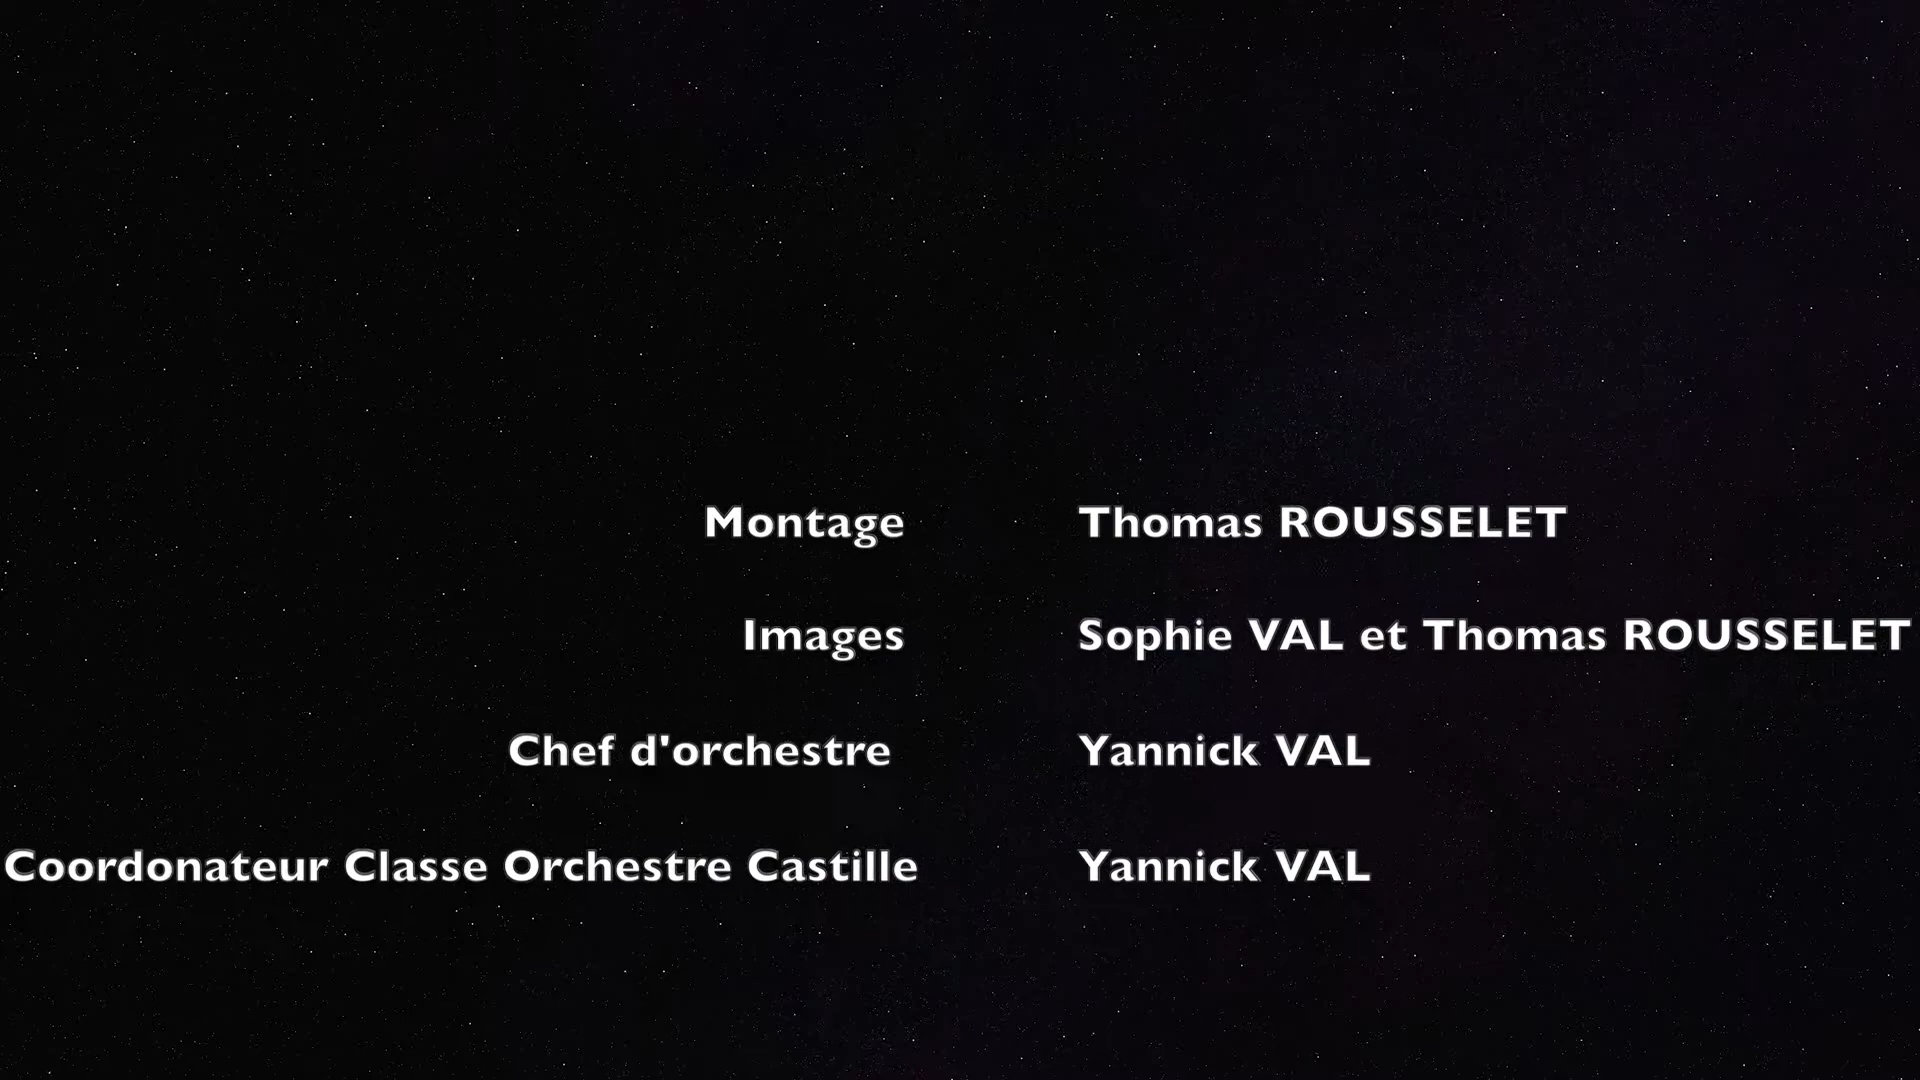 Montage Thomas ROUSSELET
Images Sophie VAL et Thomas ROUSSELET
Chef d'orchestre Yannick VAL
Coordonateur Classe Orchestre Castille Yannick VAL